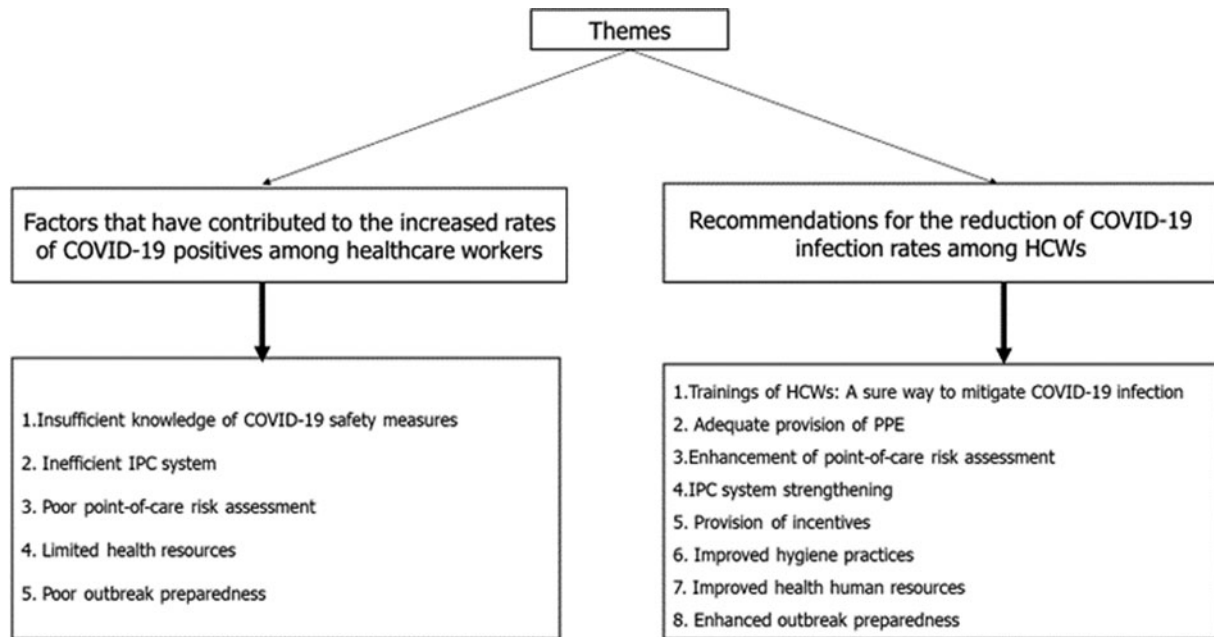 Themes
Factors that have contributed to the increased rates
of COVID-19 positives among healthcare workers
1.Insufficient knowledge of COVID-19 safety measures
2. Inefficient IPC system
3. Poor point-of-care risk assessment
4. Limited health resources
5. Poor outbreak preparedness
Recommendations for the reduction of COVID-19
infection rates among HCWs
1.Trainings of HCWs: A sure way to mitigate COVID-19 infection
2. Adequate provision of PPE
3.Enhancement of point-of-care risk assessment
4.IPC system strengthening
5. Provision of incentives
6. Improved hygiene practices
7. Improved health human resources
8. Enhanced outbreak preparedness